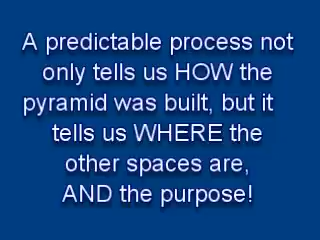 A predictable process not
only tells us HOW the
pyramid was built, but it
tells us WHERE the
other spaces are,
AND the purpose!